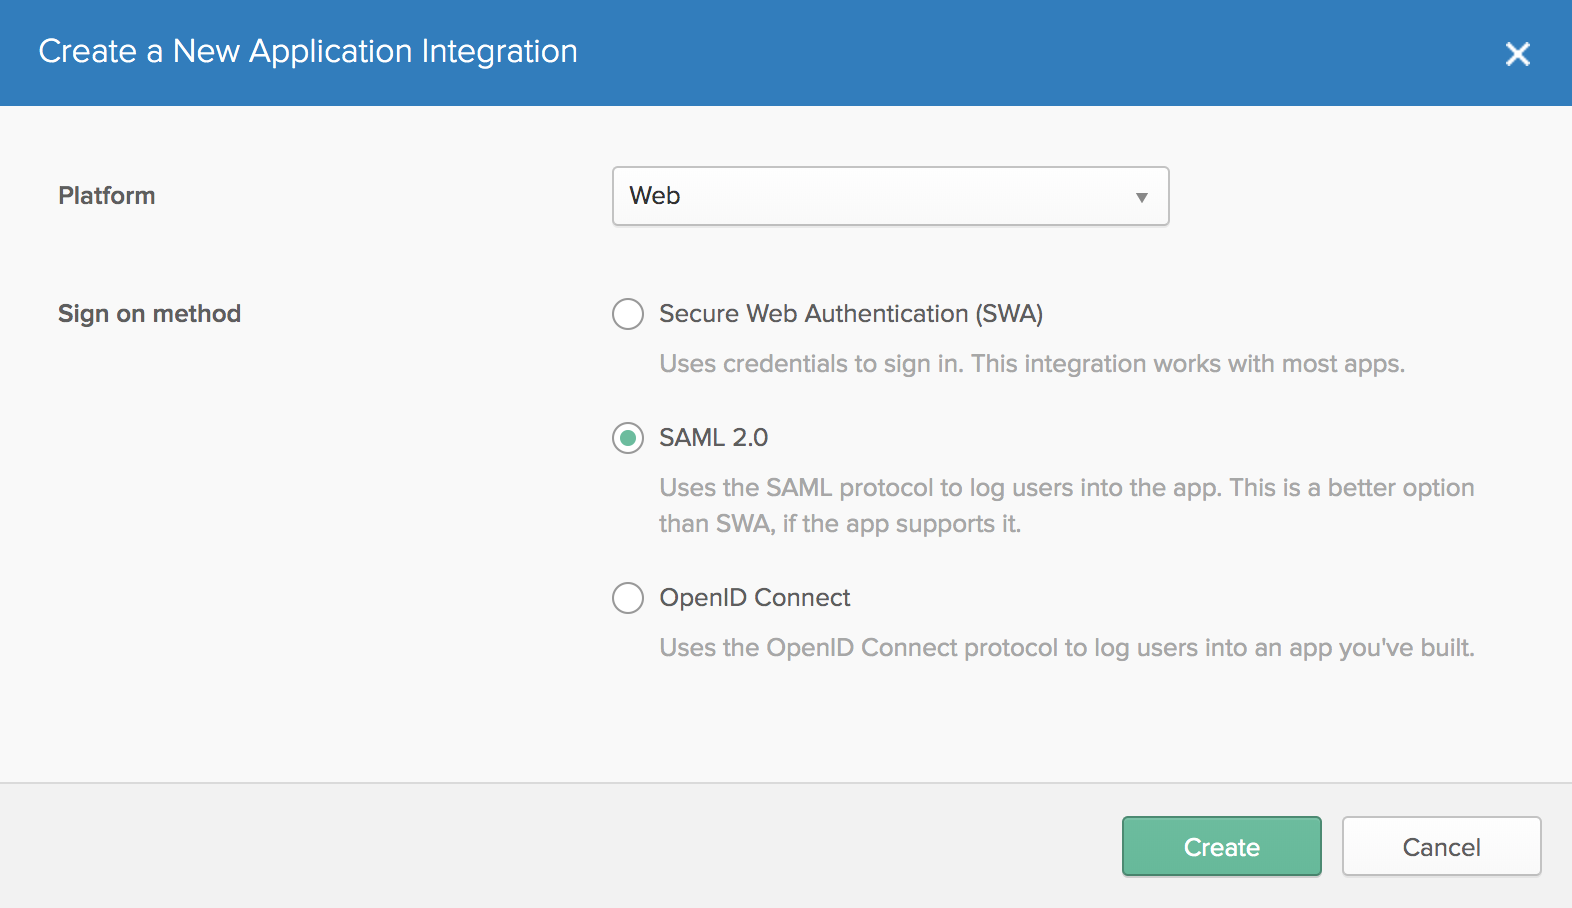 Create a New Application Integration
Platform
Web
Sign on method
Secure Web Authentication (SWA)
Uses credentials to sign in. This integration works with most apps.
SAML 2.0
Uses the SAML protocol to log users into the app. This is a better option
than SWA, if the app supports it.
OpenID Connect
Uses the OpenID Connect protocol to log users into an app you've built.
Create
Cancel